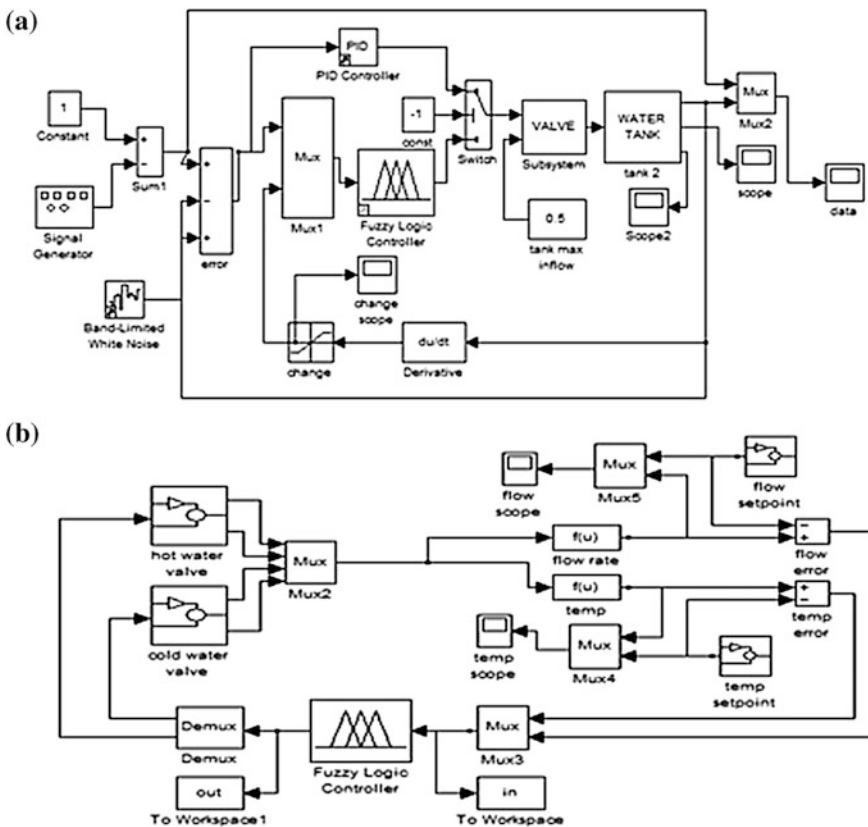 (a)
PID
PID Controller
1
Constant
+
−
Sum1
Signal
Generator
+
−
+
error
Mux
Mux1
Fuzzy Logic
Controller
-1
const
Switch
VALVE
Subsystem
WATER
TANK
tank 2
Mux
Mux2
scope
data
Scope2
0.5
tank max
inflow
change
scope
Band-Limited
White Noise
change
du/dt
Derivative
(b)
hot water
valve
cold water
valve
Mux
Mux2
flow
scope
Mux
Mux5
flow
setpoint
f(u)
flow rate
−
+
flow
error
f(u)
temp
+
−
temp
error
temp
scope
Mux
Mux4
temp
setpoint
Demux
Demux
Fuzzy Logic
Controller
Mux
Mux3
out
To Workspace1
in
To Workspace